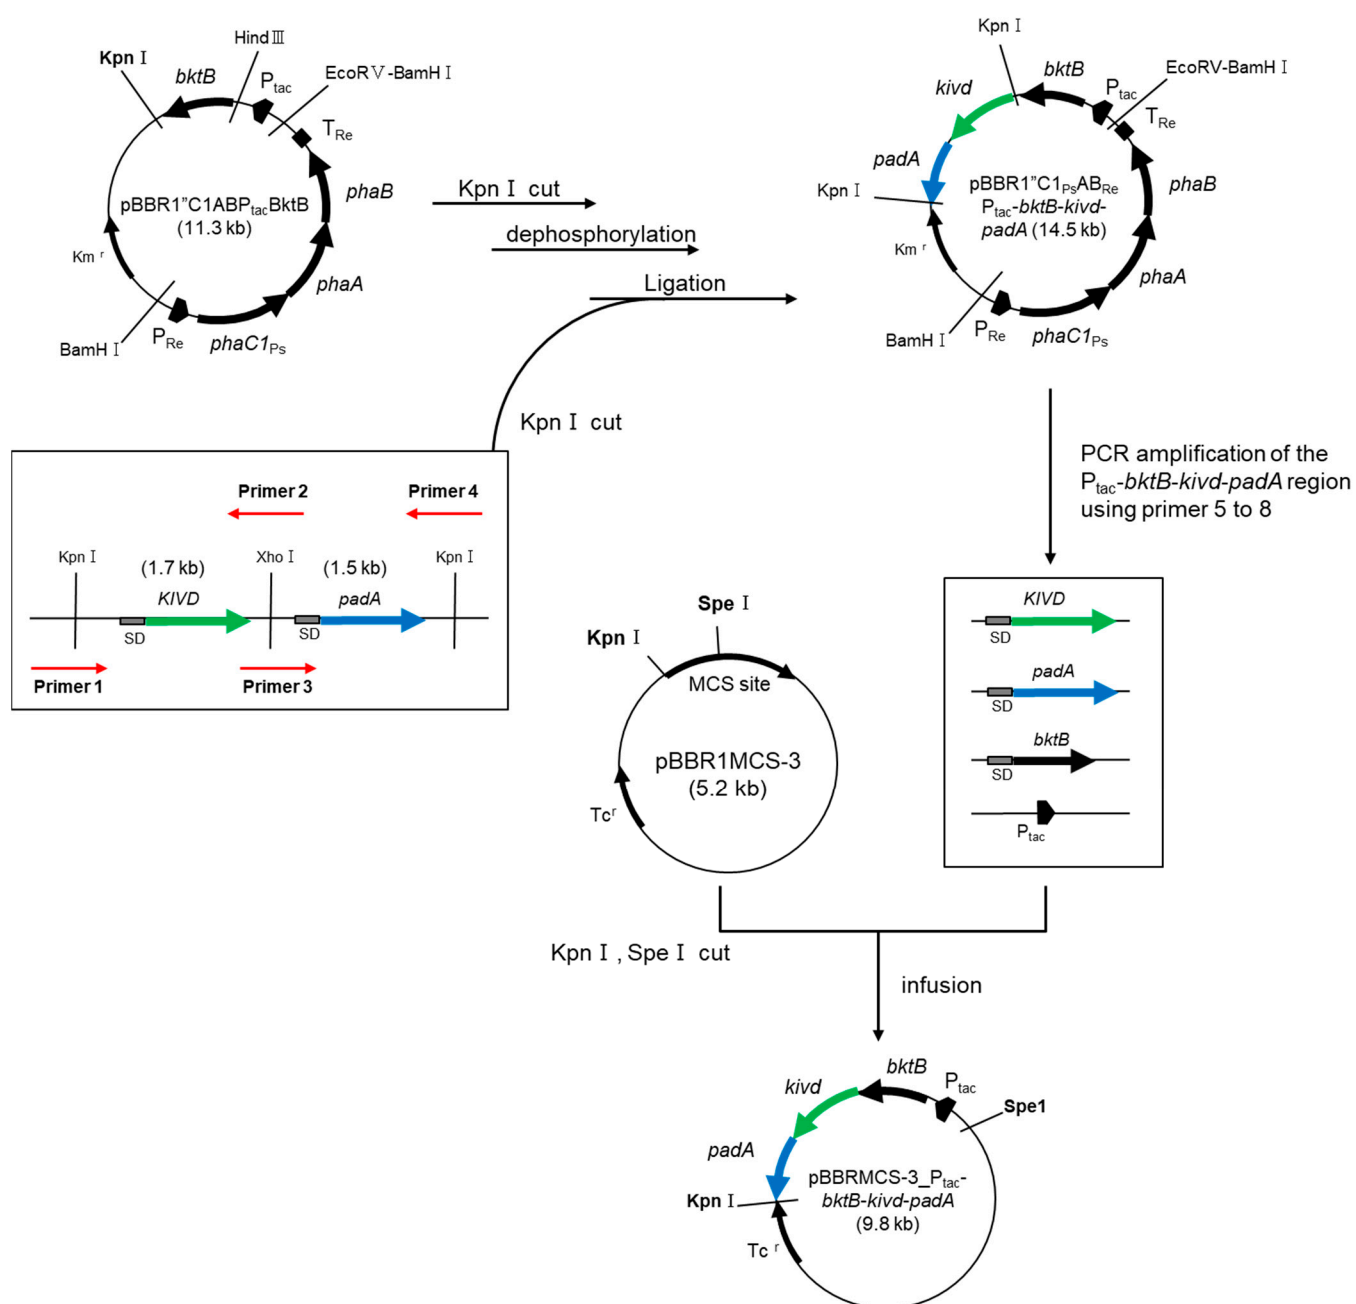 Hind Ⅲ
Kpn Ⅰ
bktB
Ptac
EcoRⅤ-BamHⅠ
TRe
phaB
pBBR1”C1ABPtacBktB
(11.3 kb)
Km r
phaA
PRe
phaC1Ps
BamHⅠ
Kpn Ⅰ cut
dephosphorylation
Ligation
Kpn Ⅰ cut
Kpn Ⅰ
bktB
EcoRV-BamHⅠ
kivd
Ptac
TRe
padA
Kpn Ⅰ
phaB
pBBR1”C1PsABRe
Ptac-bktB-kivd-
padA (14.5 kb)
Km r
phaA
PRe
BamHⅠ
phaC1Ps
Primer 2
Primer 4
Kpn Ⅰ
(1.7 kb)
Xho Ⅰ
(1.5 kb)
Kpn Ⅰ
KIVD
padA
SD
SD
Primer 1
Primer 3
PCR amplification of the
Ptac-bktB-kivd-padA region
using primer 5 to 8
Spe Ⅰ
Kpn Ⅰ
MCS site
pBBR1MCS-3
(5.2 kb)
Tcr
KIVD
SD
padA
SD
bktB
SD
Ptac
Kpn Ⅰ, Spe Ⅰ cut
infusion
bktB
kivd
Ptac
Spe1
padA
Kpn Ⅰ
pBBRMCS-3_Ptac-
bktB-kivd-padA
(9.8 kb)
Tc r